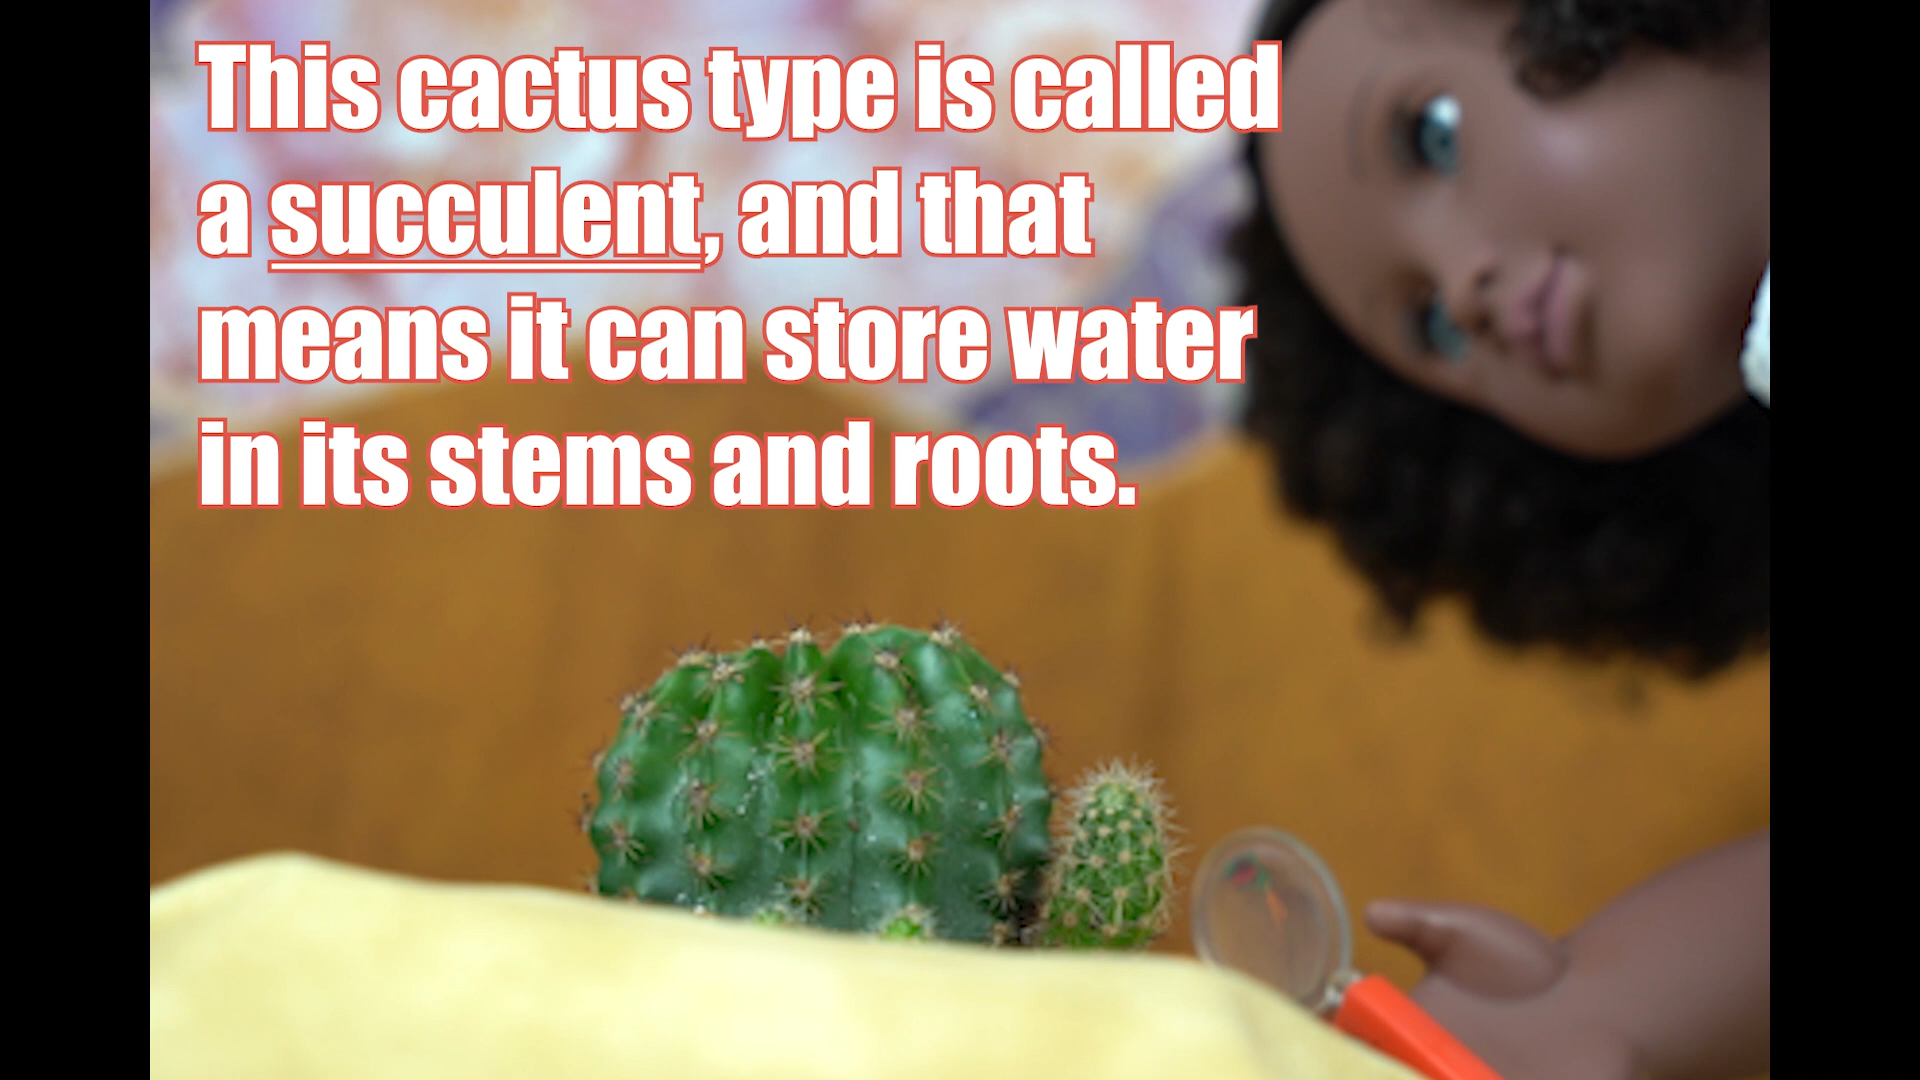 This cactus type is called
a succulent, and that
means it can store water
in its stems and roots.